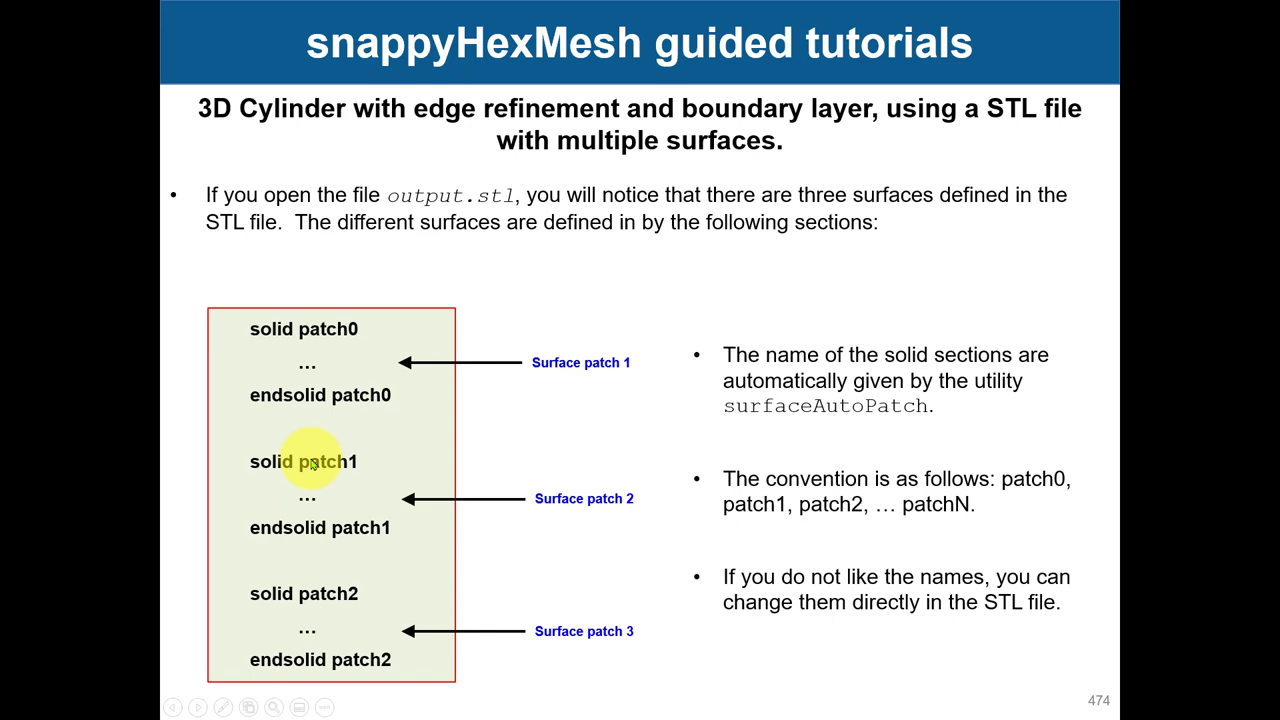 snappyHexMesh guided tutorials
3D Cylinder with edge refinement and boundary layer, using a STL file
with multiple surfaces.
• If you open the file output.stl, you will notice that there are three surfaces defined in the
STL file. The different surfaces are defined in by the following sections:
solid patch0
...
endsolid patch0
solid patch1
...
endsolid patch1
solid patch2
...
endsolid patch2
Surface patch 1
Surface patch 2
Surface patch 3
• The name of the solid sections are
automatically given by the utility
surfaceAutoPatch.
• The convention is as follows: patch0,
patch1, patch2, … patchN.
• If you do not like the names, you can
change them directly in the STL file.
474